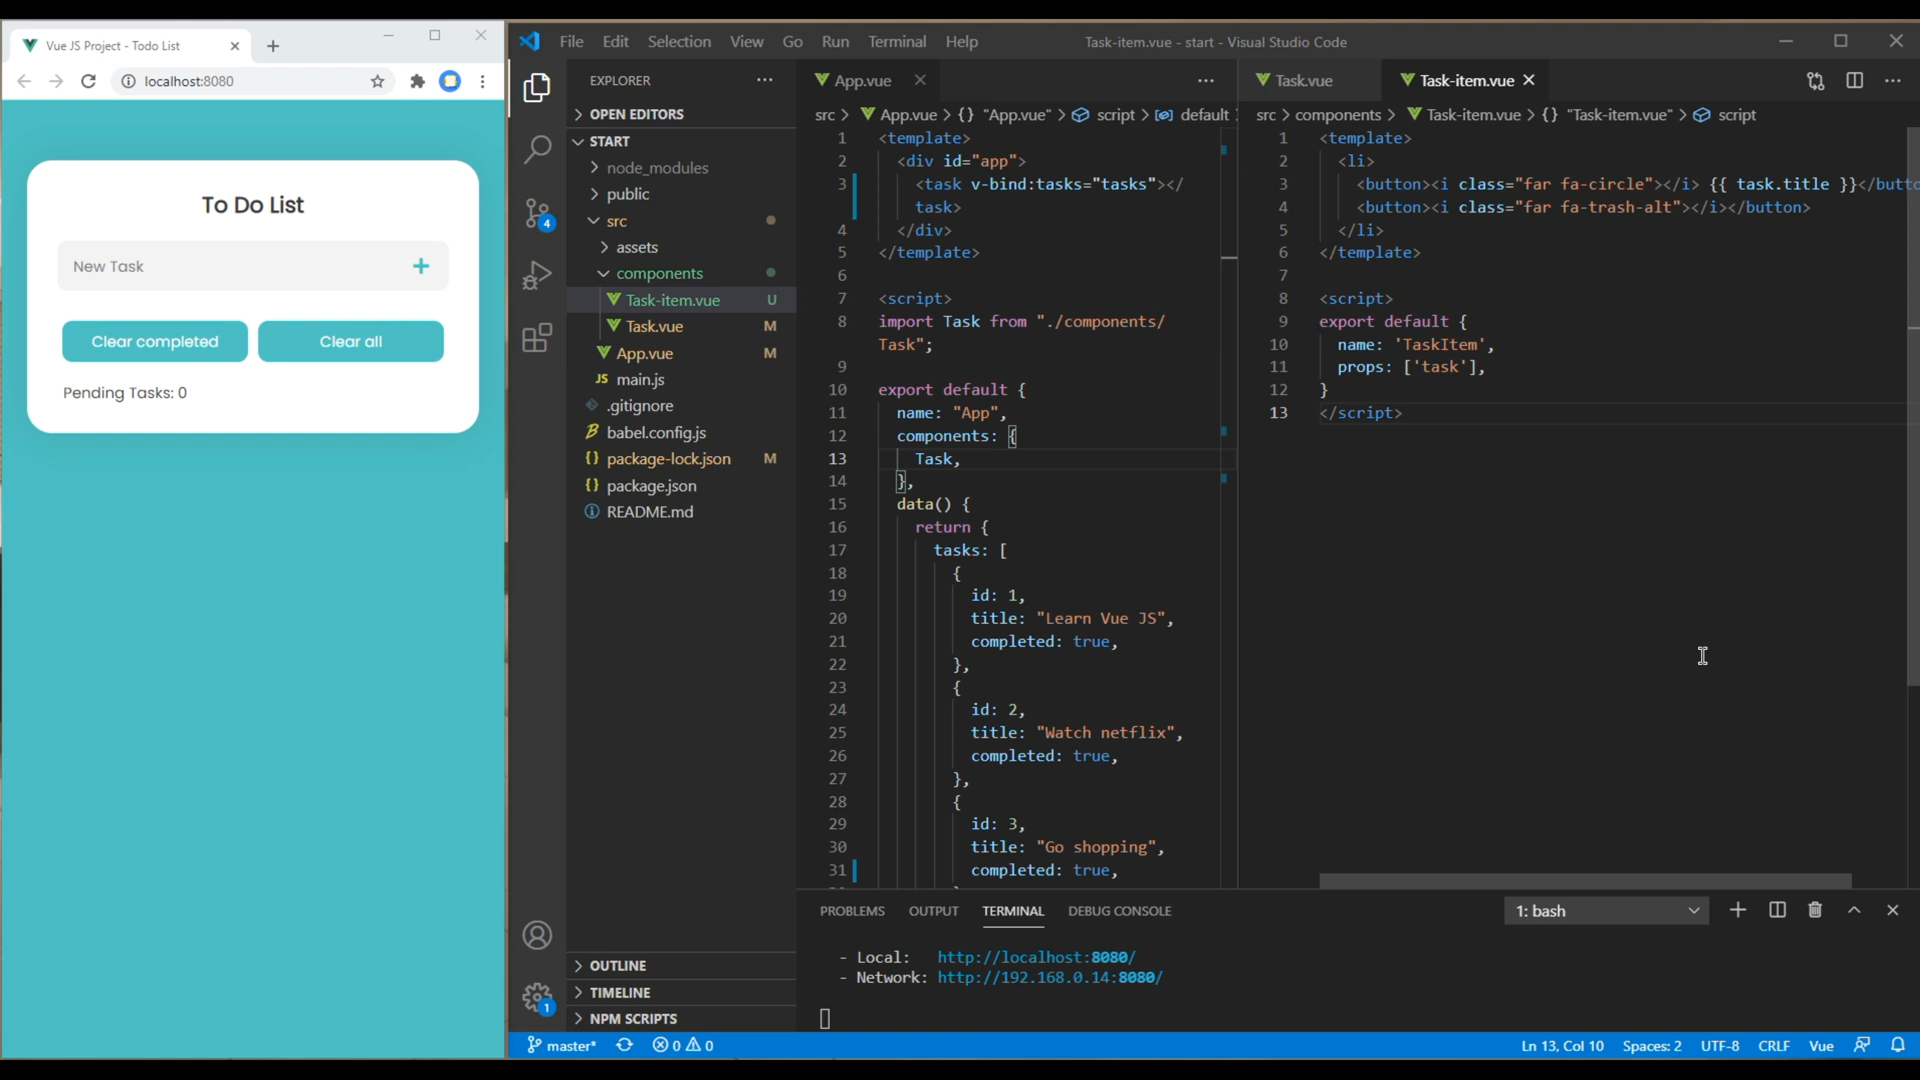 Vue JS Project - Todo List
localhost:8080
To Do List
New Task
Clear completed
Clear all
Pending Tasks: 0
File Edit Selection View Go Run Terminal Help
Task-item.vue - start - Visual Studio Code
EXPLORER
OPEN EDITORS
START
node_modules
public
src
assets
components
Task-item.vue U
Task.vue M
App.vue M
JS main.js
.gitignore
babel.config.js
{} package-lock.json M
{} package.json
README.md
OUTLINE
TIMELINE
NPM SCRIPTS
4
1
App.vue
src > App.vue > {} "App.vue" > script > default
1 <template>
2 <div id="app">
3 <task v-bind:tasks="tasks"></
task>
4 </div>
5 </template>
6
7 <script>
8 import Task from "./components/
Task";
9
10 export default {
11 name: "App",
12 components: {
13 Task,
14 },
15 data() {
16 return {
17 tasks: [
18 {
19 id: 1,
20 title: "Learn Vue JS",
21 completed: true,
22 },
23 {
24 id: 2,
25 title: "Watch netflix",
26 completed: true,
27 },
28 {
29 id: 3,
30 title: "Go shopping",
31 completed: true,
Task.vue
Task-item.vue
src > components > Task-item.vue > {} "Task-item.vue" > script
1 <template>
2 <li>
3 <button><i class="far fa-circle"></i> {{ task.title }}</butto
4 <button><i class="far fa-trash-alt"></i></button>
5 </li>
6 </template>
7
8 <script>
9 export default {
10 name: 'TaskItem',
11 props: ['task'],
12 }
13 </script>
PROBLEMS OUTPUT TERMINAL DEBUG CONSOLE
1: bash
- Local: http://localhost:8080/
- Network: http://192.168.0.14:8080/
master* 0 0
Ln 13, Col 10 Spaces: 2 UTF-8 CRLF Vue